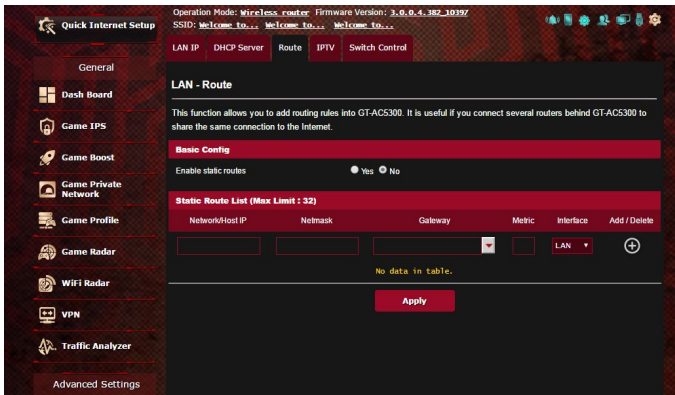 Quick Internet Setup
General
Dash Board
Game IPS
Game Boost
Game Private
Network
Game Profile
Game Radar
WiFi Radar
VPN
Traffic Analyzer
Advanced Settings
Operation Mode: Wireless router Firmware Version: 3.0.0.4.382_10397
SSID: Welcome to... Welcome to... Welcome to...
LAN IP DHCP Server Route IPTV Switch Control
LAN - Route
This function allows you to add routing rules into GT-AC5300. It is useful if you connect several routers behind GT-AC5300 to
share the same connection to the Internet.
Basic Config
Enable static routes Yes No
Static Route List (Max Limit : 32)
Network/Host IP Netmask Gateway Metric Interface Add / Delete
LAN
No data in table.
Apply